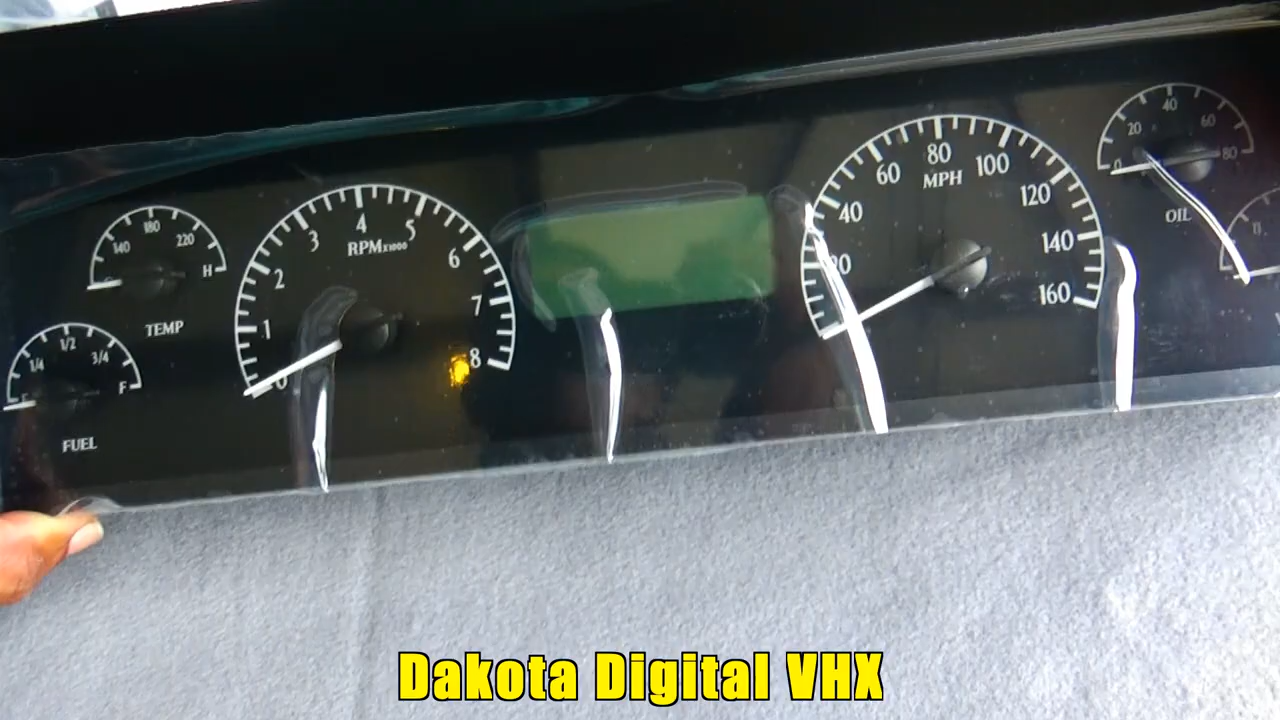 140 180 220 H
TEMP
1/4 1/2 3/4 F
FUEL
0 1 2 3 4 5 6 7 8
RPMx1000
40 60 80 100 120 140 160
MPH
0 20 40 60 80
OIL
Dakota Digital VHX